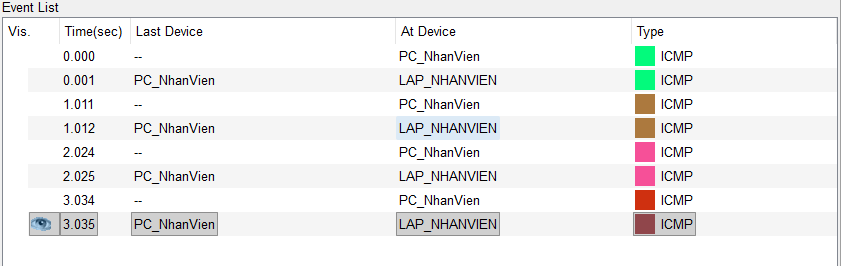 Event List
Vis. Time(sec) Last Device At Device Type
0.000 -- PC_NhanVien ICMP
0.001 PC_NhanVien LAP_NHANVIEN ICMP
1.011 -- PC_NhanVien ICMP
1.012 PC_NhanVien LAP_NHANVIEN ICMP
2.024 -- PC_NhanVien ICMP
2.025 PC_NhanVien LAP_NHANVIEN ICMP
3.034 -- PC_NhanVien ICMP
3.035 PC_NhanVien LAP_NHANVIEN ICMP